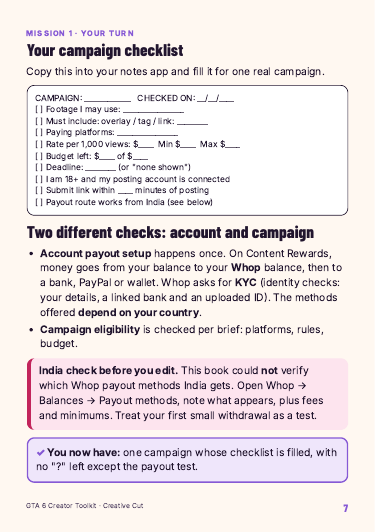 MISSION 1 · YOUR TURN
Your campaign checklist
Copy this into your notes app and fill it for one real campaign.
CAMPAIGN: __________ CHECKED ON: __/__/____
[ ] Footage I may use: _____________
[ ] Must include: overlay / tag / link: _______
[ ] Paying platforms: _____________
[ ] Rate per 1,000 views: $____ Min $____ Max $____
[ ] Budget left: $____ of $____
[ ] Deadline: _______ (or "none shown")
[ ] I am 18+ and my posting account is connected
[ ] Submit link within ____ minutes of posting
[ ] Payout route works from India (see below)
Two different checks: account and campaign
• Account payout setup happens once. On Content Rewards,
money goes from your balance to your Whop balance, then to
a bank, PayPal or wallet. Whop asks for KYC (identity checks:
your details, a linked bank and an uploaded ID). The methods
offered depend on your country.
• Campaign eligibility is checked per brief: platforms, rules,
budget.
India check before you edit. This book could not verify
which Whop payout methods India gets. Open Whop →
Balances → Payout methods, note what appears, plus fees
and minimums. Treat your first small withdrawal as a test.
✓ You now have: one campaign whose checklist is filled, with
no "?" left except the payout test.
GTA 6 Creator Toolkit · Creative Cut
7